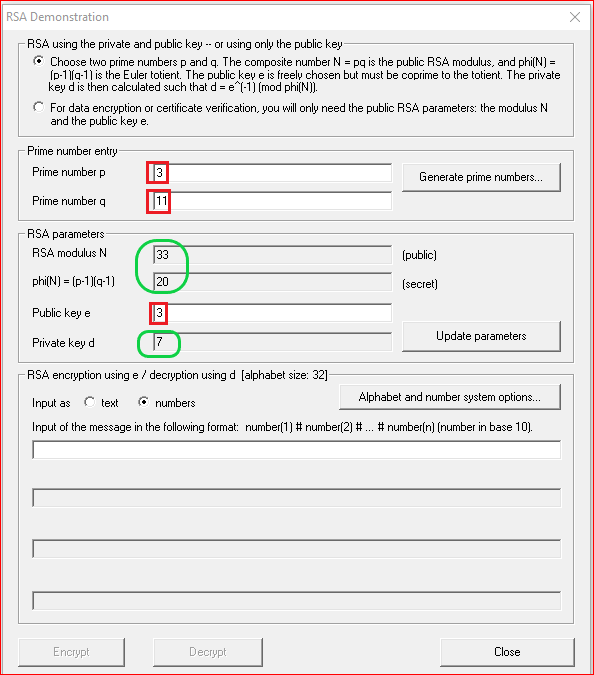 RSA Demonstration
RSA using the private and public key -- or using only the public key
Choose two prime numbers p and q. The composite number N = pq is the public RSA modulus, and phi(N) =
(p-1)(q-1) is the Euler totient. The public key e is freely chosen but must be coprime to the totient. The private
key d is then calculated such that d = e^(-1) (mod phi(N)).
For data encryption or certificate verification, you will only need the public RSA parameters: the modulus N
and the public key e.
Prime number entry
Prime number p 3 Generate prime numbers...
Prime number q 11
RSA parameters
RSA modulus N 33 (public)
phi(N) = (p-1)(q-1) 20 (secret)
Public key e 3
Private key d 7 Update parameters
RSA encryption using e / decryption using d [alphabet size: 32]
Input as text numbers Alphabet and number system options...
Input of the message in the following format: number(1) # number(2) # ... # number(n) (number in base 10).
Encrypt Decrypt Close